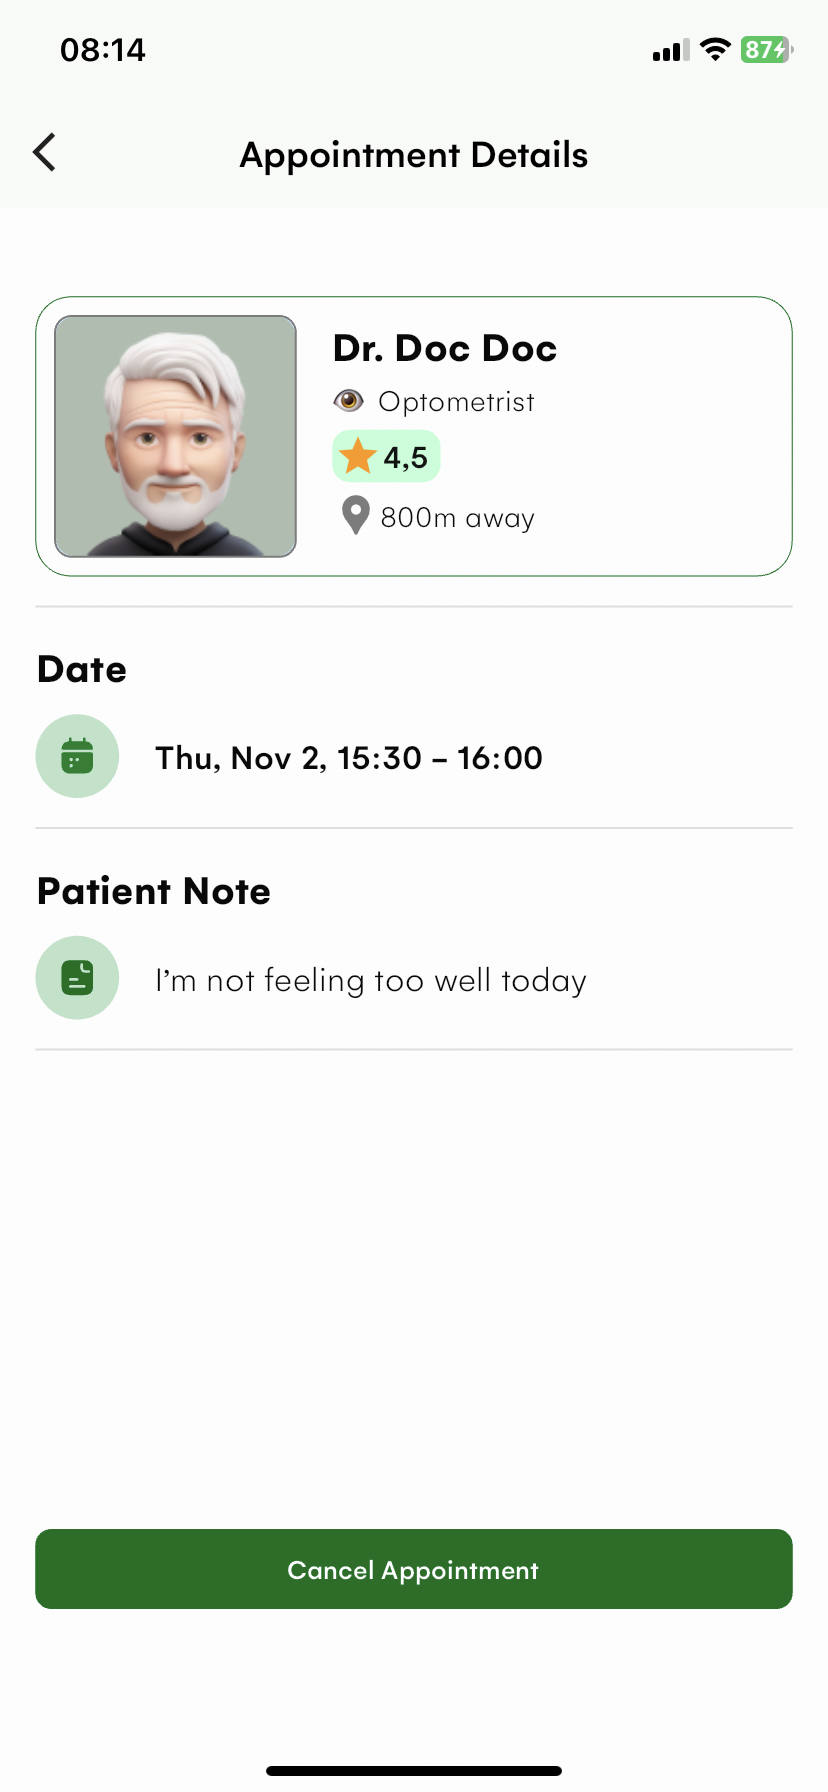 08:14
87
Appointment Details
Dr. Doc Doc
Optometrist
4,5
800m away
Date
Thu, Nov 2, 15:30 – 16:00
Patient Note
I’m not feeling too well today
Cancel Appointment